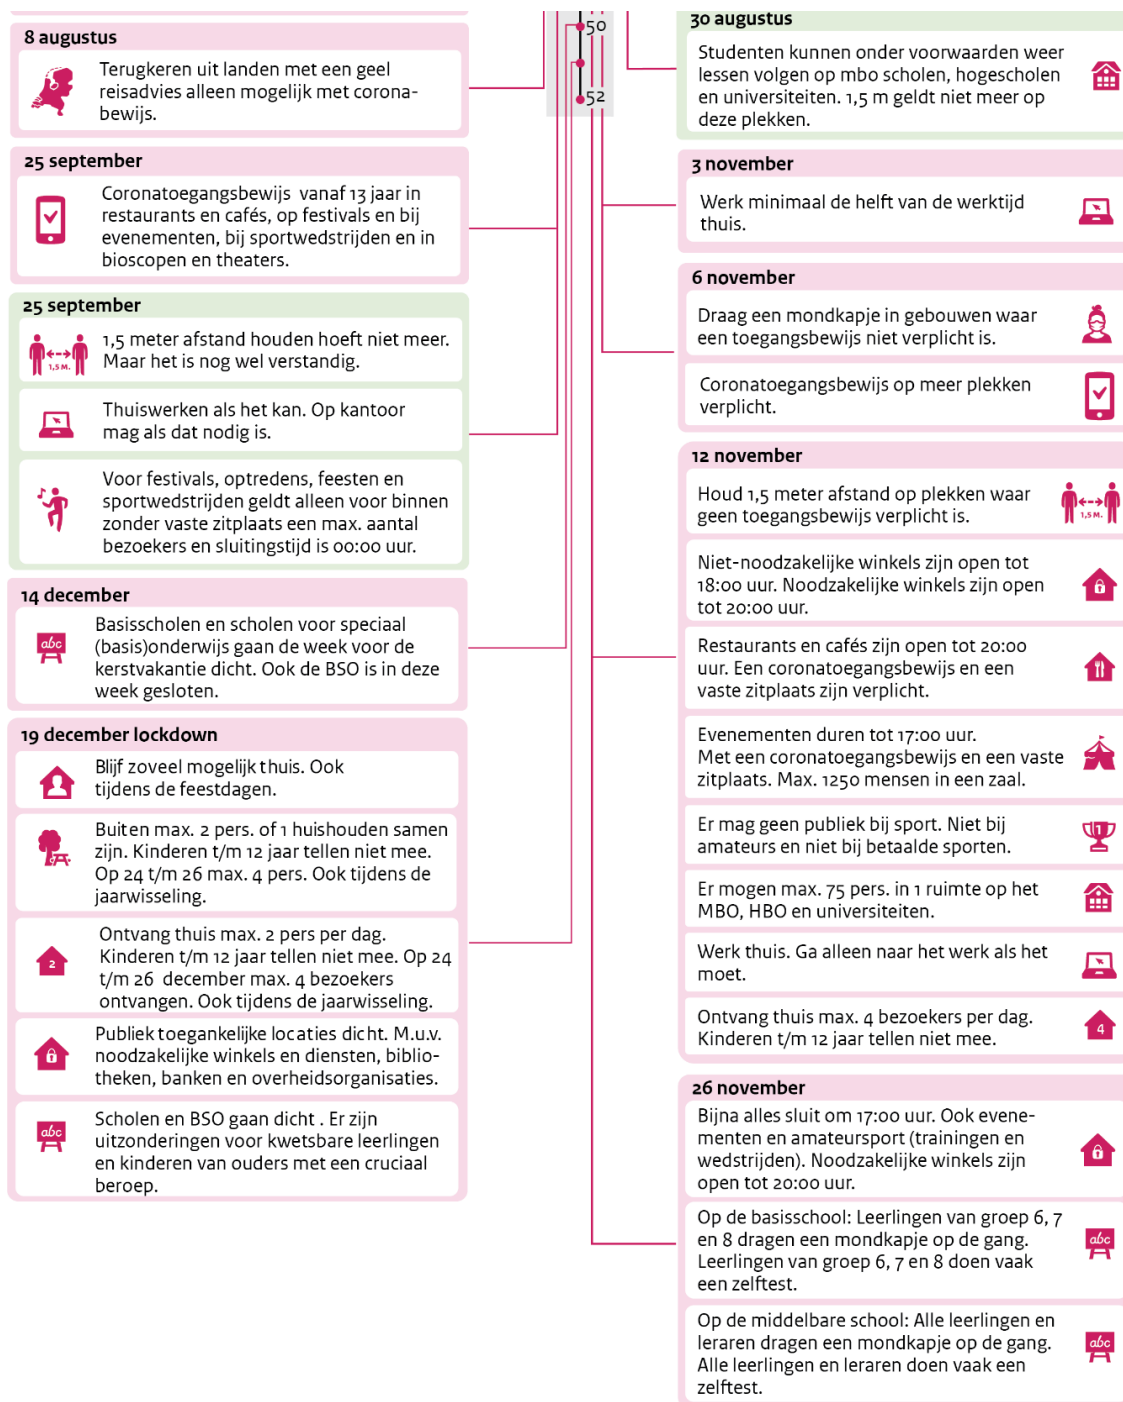 8 augustus
Terugkeren uit landen met een geel
reisadvies alleen mogelijk met corona-
bewijs.
25 september
Coronatoegangsbewijs vanaf 13 jaar in
restaurants en cafés, op festivals en bij
evenementen, bij sportwedstrijden en in
bioscopen en theaters.
25 september
1,5 M.
1,5 meter afstand houden hoeft niet meer.
Maar het is nog wel verstandig.
Thuiswerken als het kan. Op kantoor
mag als dat nodig is.
Voor festivals, optredens, feesten en
sportwedstrijden geldt alleen voor binnen
zonder vaste zitplaats een max. aantal
bezoekers en sluitingstijd is 00:00 uur.
14 december
abc
Basisscholen en scholen voor speciaal
(basis)onderwijs gaan de week voor de
kerstvakantie dicht. Ook de BSO is in deze
week gesloten.
19 december lockdown
Blijf zoveel mogelijk thuis. Ook
tijdens de feestdagen.
Buiten max. 2 pers. of 1 huishouden samen
zijn. Kinderen t/m 12 jaar tellen niet mee.
Op 24 t/m 26 max. 4 pers. Ook tijdens de
jaarwisseling.
2
Ontvang thuis max. 2 pers per dag.
Kinderen t/m 12 jaar tellen niet mee. Op 24
t/m 26 december max. 4 bezoekers
ontvangen. Ook tijdens de jaarwisseling.
Publiek toegankelijke locaties dicht. M.u.v.
noodzakelijke winkels en diensten, biblio-
theken, banken en overheidsorganisaties.
abc
Scholen en BSO gaan dicht . Er zijn
uitzonderingen voor kwetsbare leerlingen
en kinderen van ouders met een cruciaal
beroep.
50
52
30 augustus
Studenten kunnen onder voorwaarden weer
lessen volgen op mbo scholen, hogescholen
en universiteiten. 1,5 m geldt niet meer op
deze plekken.
3 november
Werk minimaal de helft van de werktijd
thuis.
6 november
Draag een mondkapje in gebouwen waar
een toegangsbewijs niet verplicht is.
Coronatoegangsbewijs op meer plekken
verplicht.
12 november
Houd 1,5 meter afstand op plekken waar
geen toegangsbewijs verplicht is.
1,5 M.
Niet-noodzakelijke winkels zijn open tot
18:00 uur. Noodzakelijke winkels zijn open
tot 20:00 uur.
Restaurants en cafés zijn open tot 20:00
uur. Een coronatoegangsbewijs en een
vaste zitplaats zijn verplicht.
Evenementen duren tot 17:00 uur.
Met een coronatoegangsbewijs en een vaste
zitplaats. Max. 1250 mensen in een zaal.
Er mag geen publiek bij sport. Niet bij
amateurs en niet bij betaalde sporten.
1
Er mogen max. 75 pers. in 1 ruimte op het
MBO, HBO en universiteiten.
Werk thuis. Ga alleen naar het werk als het
moet.
Ontvang thuis max. 4 bezoekers per dag.
Kinderen t/m 12 jaar tellen niet mee.
4
26 november
Bijna alles sluit om 17:00 uur. Ook evene-
menten en amateursport (trainingen en
wedstrijden). Noodzakelijke winkels zijn
open tot 20:00 uur.
Op de basisschool: Leerlingen van groep 6, 7
en 8 dragen een mondkapje op de gang.
Leerlingen van groep 6, 7 en 8 doen vaak
een zelftest.
abc
Op de middelbare school: Alle leerlingen en
leraren dragen een mondkapje op de gang.
Alle leerlingen en leraren doen vaak een
zelftest.
abc